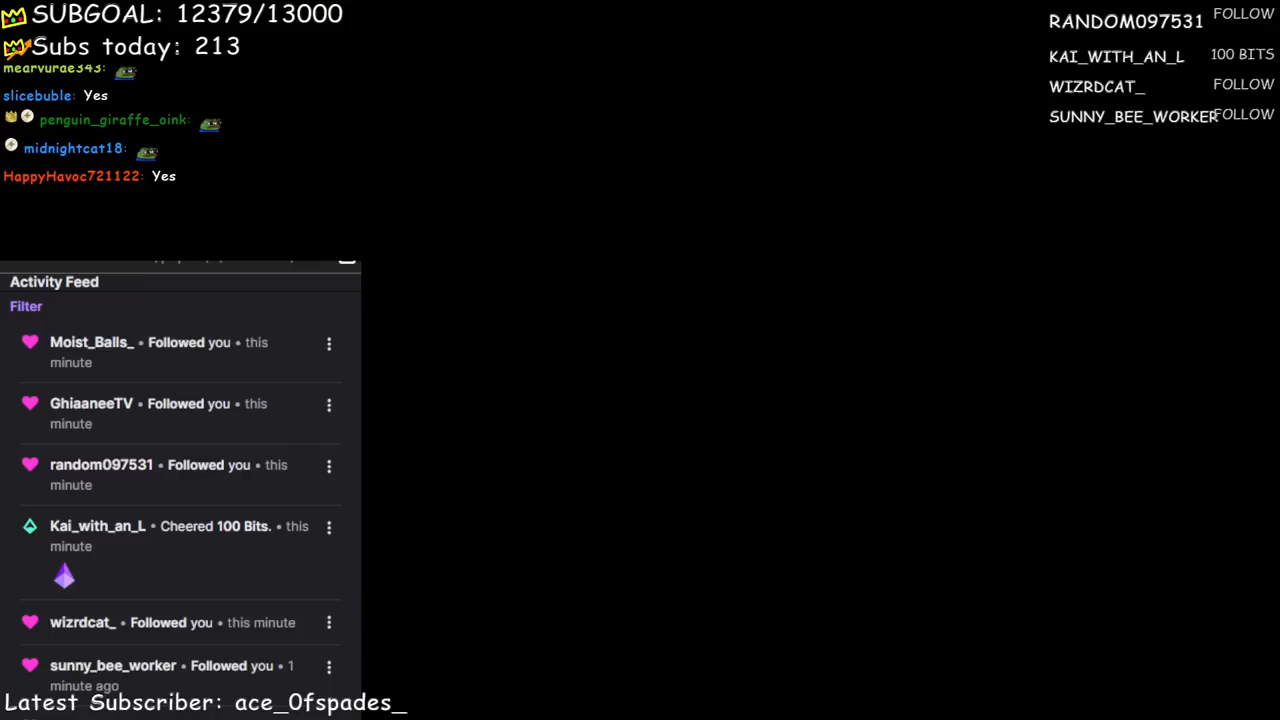 SUBGOAL: 12379/13000
Subs today: 213
mearvurae343:
slicebuble: Yes
penguin_giraffe_oink:
midnightcat18:
HappyHavoc721122: Yes
RANDOM097531 FOLLOW
KAI_WITH_AN_L 100 BITS
WIZRDCAT_ FOLLOW
SUNNY_BEE_WORKER FOLLOW
Activity Feed
Filter
Moist_Balls_ • Followed you • this
minute
GhiaaneeTV • Followed you • this
minute
random097531 • Followed you • this
minute
Kai_with_an_L • Cheered 100 Bits. • this
minute
wizrdcat_ • Followed you • this minute
sunny_bee_worker • Followed you • 1
minute ago
Latest Subscriber: ace_0fspades_